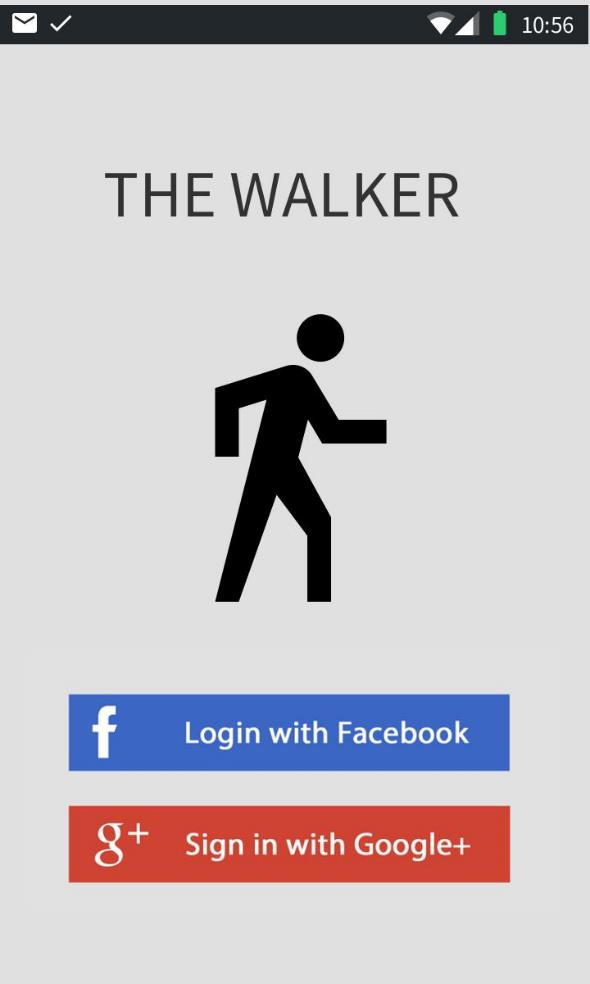 10:56
THE WALKER
f Login with Facebook
g+ Sign in with Google+